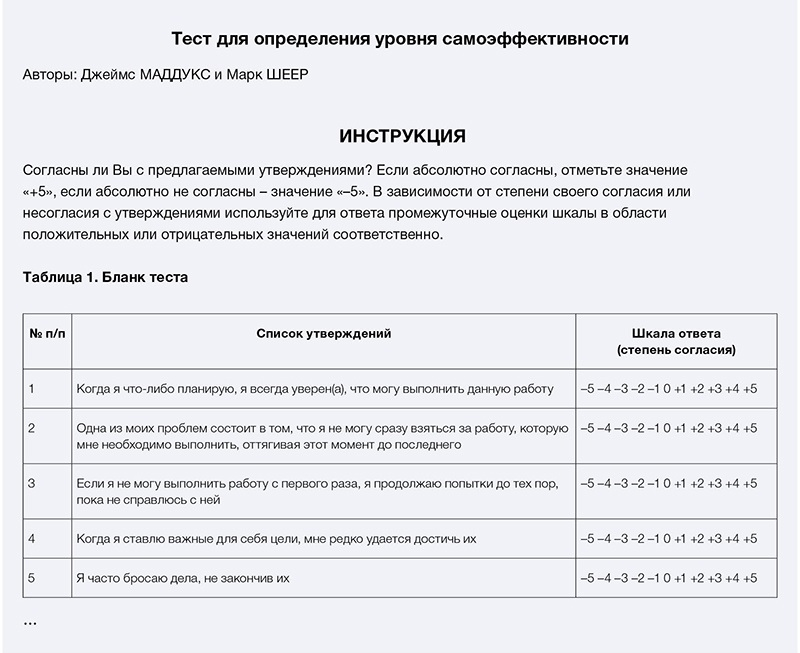 Тест для определения уровня самоэффективности
Авторы: Джеймс МАДДУКС и Марк ШЕЕР
ИНСТРУКЦИЯ
Согласны ли Вы с предлагаемыми утверждениями? Если абсолютно согласны, отметьте значение
«+5», если абсолютно не согласны – значение «–5». В зависимости от степени своего согласия или
несогласия с утверждениями используйте для ответа промежуточные оценки шкалы в области
положительных или отрицательных значений соответственно.
Таблица 1. Бланк теста
№ п/п Список утверждений Шкала ответа
(степень согласия)
1 Когда я что-либо планирую, я всегда уверен(а), что могу выполнить данную работу –5 –4 –3 –2 –1 0 +1 +2 +3 +4 +5
2 Одна из моих проблем состоит в том, что я не могу сразу взяться за работу, которую –5 –4 –3 –2 –1 0 +1 +2 +3 +4 +5
мне необходимо выполнить, оттягивая этот момент до последнего
3 Если я не могу выполнить работу с первого раза, я продолжаю попытки до тех пор, –5 –4 –3 –2 –1 0 +1 +2 +3 +4 +5
пока не справлюсь с ней
4 Когда я ставлю важные для себя цели, мне редко удается достичь их –5 –4 –3 –2 –1 0 +1 +2 +3 +4 +5
5 Я часто бросаю дела, не закончив их –5 –4 –3 –2 –1 0 +1 +2 +3 +4 +5
...